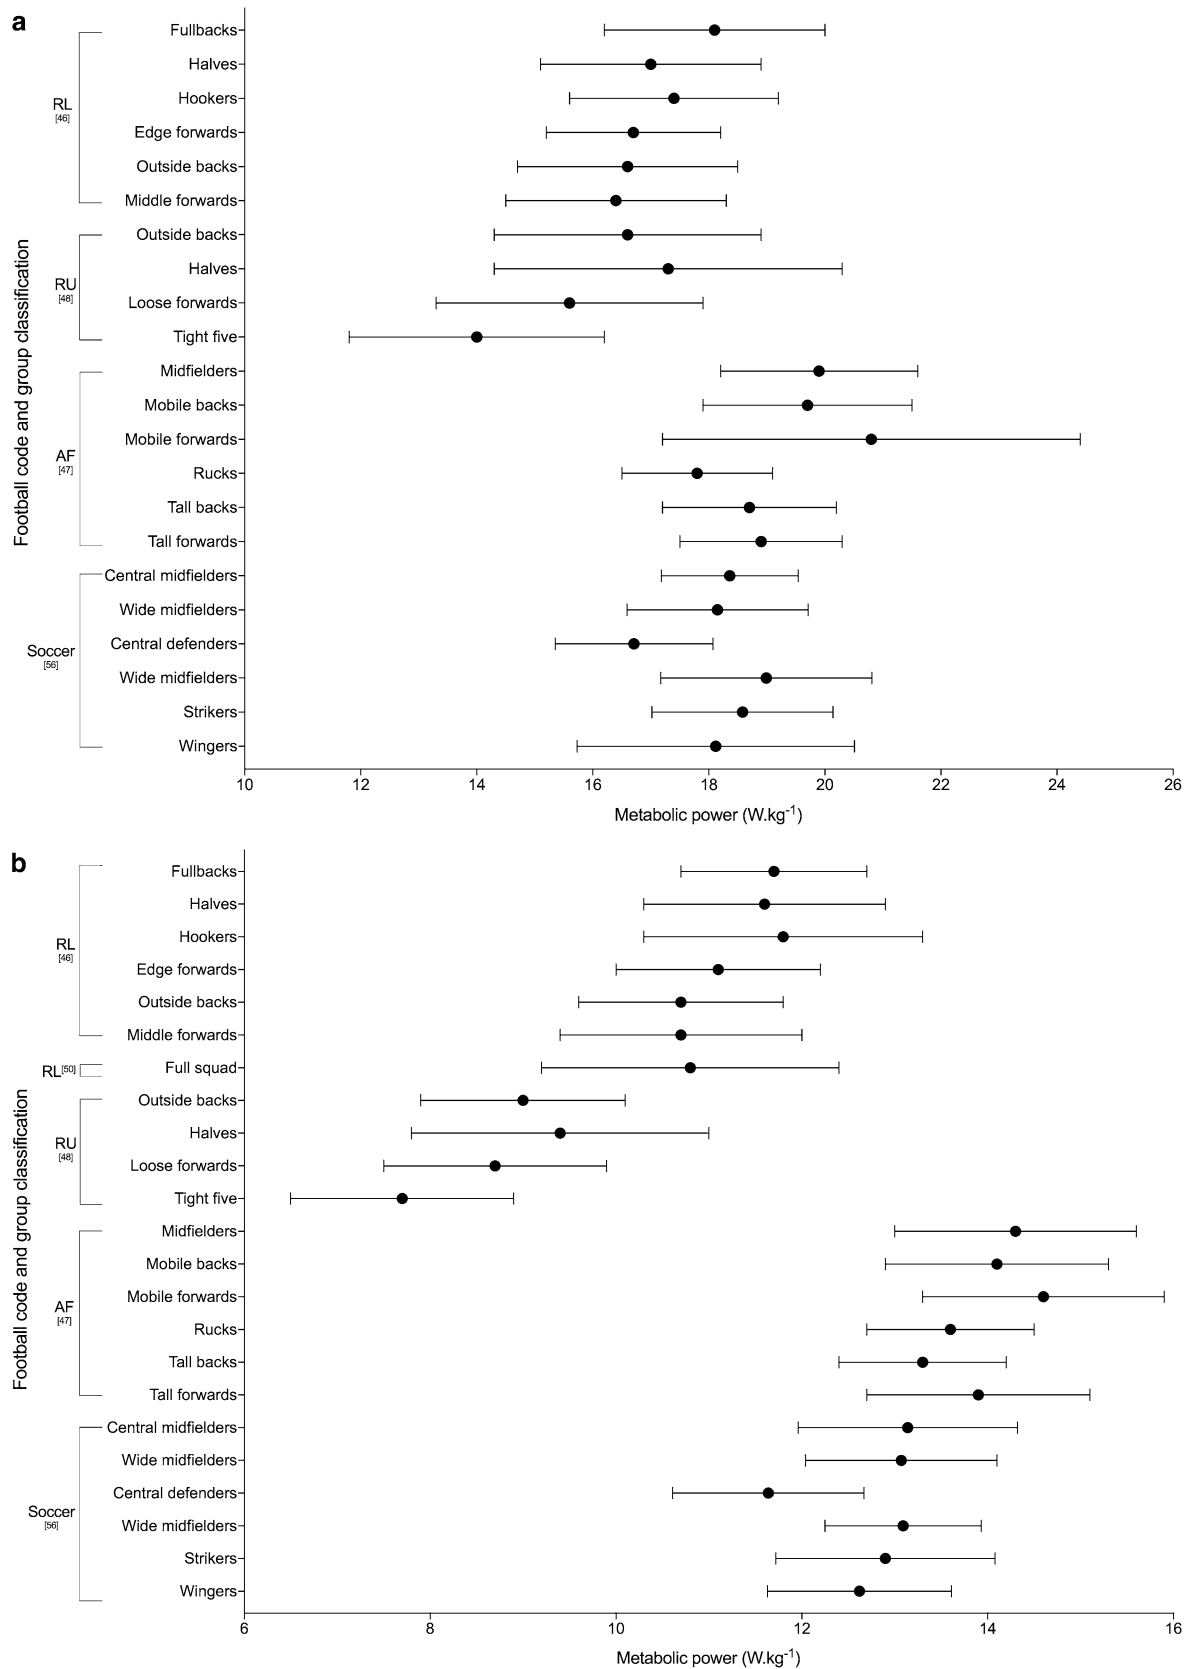 a
Football code and group classification
RL
[46]
Fullbacks
Halves
Hookers
Edge forwards
Outside backs
Middle forwards
RU
[48]
Outside backs
Halves
Loose forwards
Tight five
AF
[47]
Midfielders
Mobile backs
Mobile forwards
Rucks
Tall backs
Tall forwards
Soccer
[56]
Central midfielders
Wide midfielders
Central defenders
Wide midfielders
Strikers
Wingers
10 12 14 16 18 20 22 24 26
Metabolic power (W.kg⁻¹)
b
Football code and group classification
RL
[46]
Fullbacks
Halves
Hookers
Edge forwards
Outside backs
Middle forwards
RL[50]
Full squad
RU
[48]
Outside backs
Halves
Loose forwards
Tight five
AF
[47]
Midfielders
Mobile backs
Mobile forwards
Rucks
Tall backs
Tall forwards
Soccer
[56]
Central midfielders
Wide midfielders
Central defenders
Wide midfielders
Strikers
Wingers
6 8 10 12 14 16
Metabolic power (W.kg⁻¹)